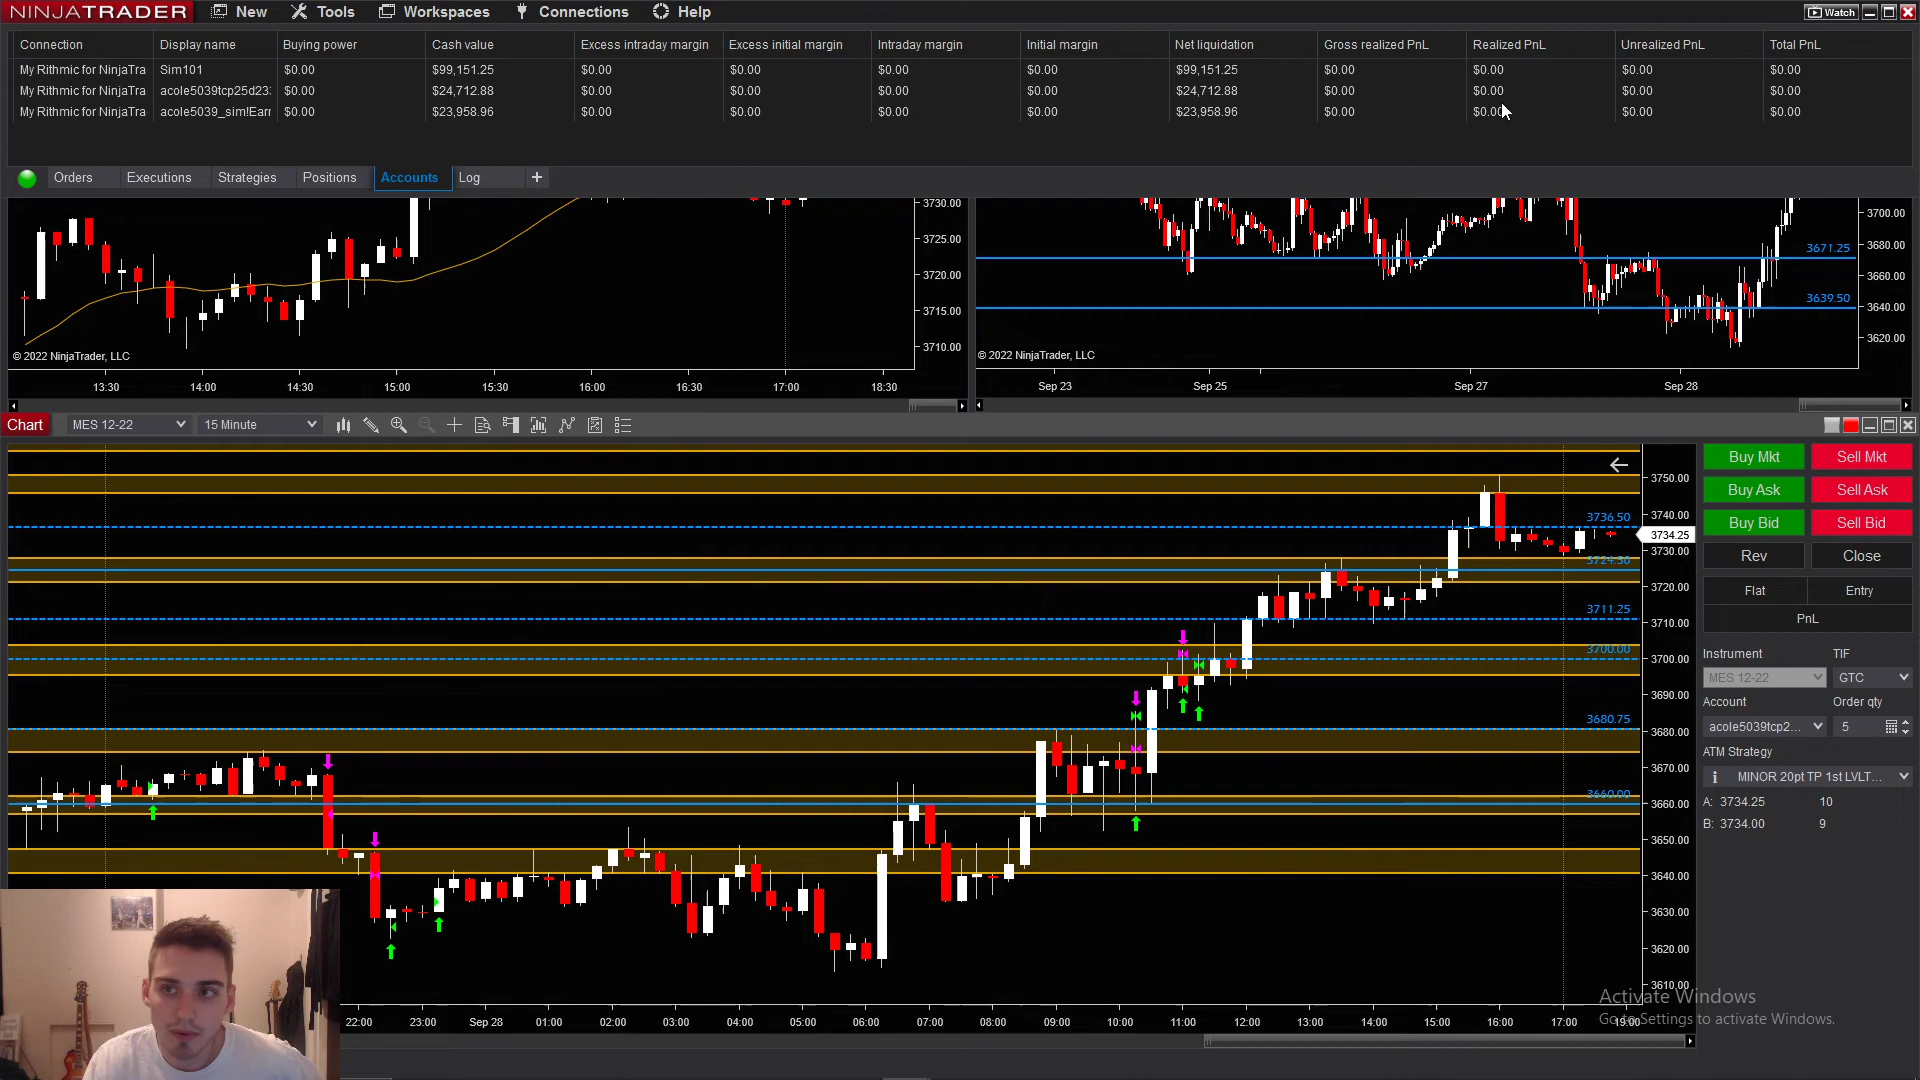 NINJATRADER New Tools Workspaces Connections Help Watch
Connection Display name Buying power Cash value Excess intraday margin Excess initial margin Intraday margin Initial margin Net liquidation Gross realized PnL Realized PnL Unrealized PnL Total PnL
My Rithmic for NinjaTra Sim101 $0.00 $99,151.25 $0.00 $0.00 $0.00 $0.00 $99,151.25 $0.00 $0.00 $0.00 $0.00
My Rithmic for NinjaTra acole5039tcp25d23 $0.00 $24,712.88 $0.00 $0.00 $0.00 $0.00 $24,712.88 $0.00 $0.00 $0.00 $0.00
My Rithmic for NinjaTra acole5039_sim!Earr $0.00 $23,958.96 $0.00 $0.00 $0.00 $0.00 $23,958.96 $0.00 $0.00 $0.00 $0.00
Orders Executions Strategies Positions Accounts Log +
3730.00
3725.00
3720.00
3715.00
3710.00
© 2022 NinjaTrader, LLC
13:30 14:00 14:30 15:00 15:30 16:00 16:30 17:00 18:30
3700.00
3680.00
3671.25
3660.00
3639.50
3640.00
3620.00
© 2022 NinjaTrader, LLC
Sep 23 Sep 25 Sep 27 Sep 28
Chart MES 12-22 15 Minute
3750.00
3740.00
3736.50
3734.25
3730.00
3724.50
3720.00
3711.25
3710.00
3700.00
3700.00
3690.00
3680.75
3680.00
3670.00
3660.00
3660.00
3650.00
3640.00
3630.00
3620.00
3610.00
22:00 23:00 Sep 28 01:00 02:00 03:00 04:00 05:00 06:00 07:00 08:00 09:00 10:00 11:00 12:00 13:00 14:00 15:00 16:00 17:00 19:00
Buy Mkt Sell Mkt
Buy Ask Sell Ask
Buy Bid Sell Bid
Rev Close
Flat Entry
PnL
Instrument TIF
MES 12-22 GTC
Account Order qty
acole5039tcp2... 5
ATM Strategy
MINOR 20pt TP 1st LVLT...
A: 3734.25 10
B: 3734.00 9
Activate Windows
Go to Settings to activate Windows.